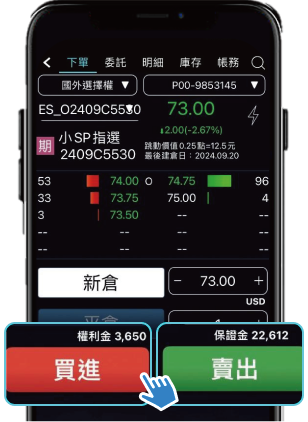 下單 委託 明細 庫存 帳務
國外選擇權 ▼ P00-9853145 ▼
ES_O2409C5530 73.00
2.00(-2.67%)
期 小SP指選 2409C5530
跳動價值0.25點=12.5元
最後建倉日：2024.09.20
53 74.00 O 74.75 96
33 73.75 75.00 4
3 73.50 -- --
-- -- -- --
-- -- -- --
新倉 - 73.00 +
USD
平倉 1
權利金 3,650 保證金 22,612
買進 賣出